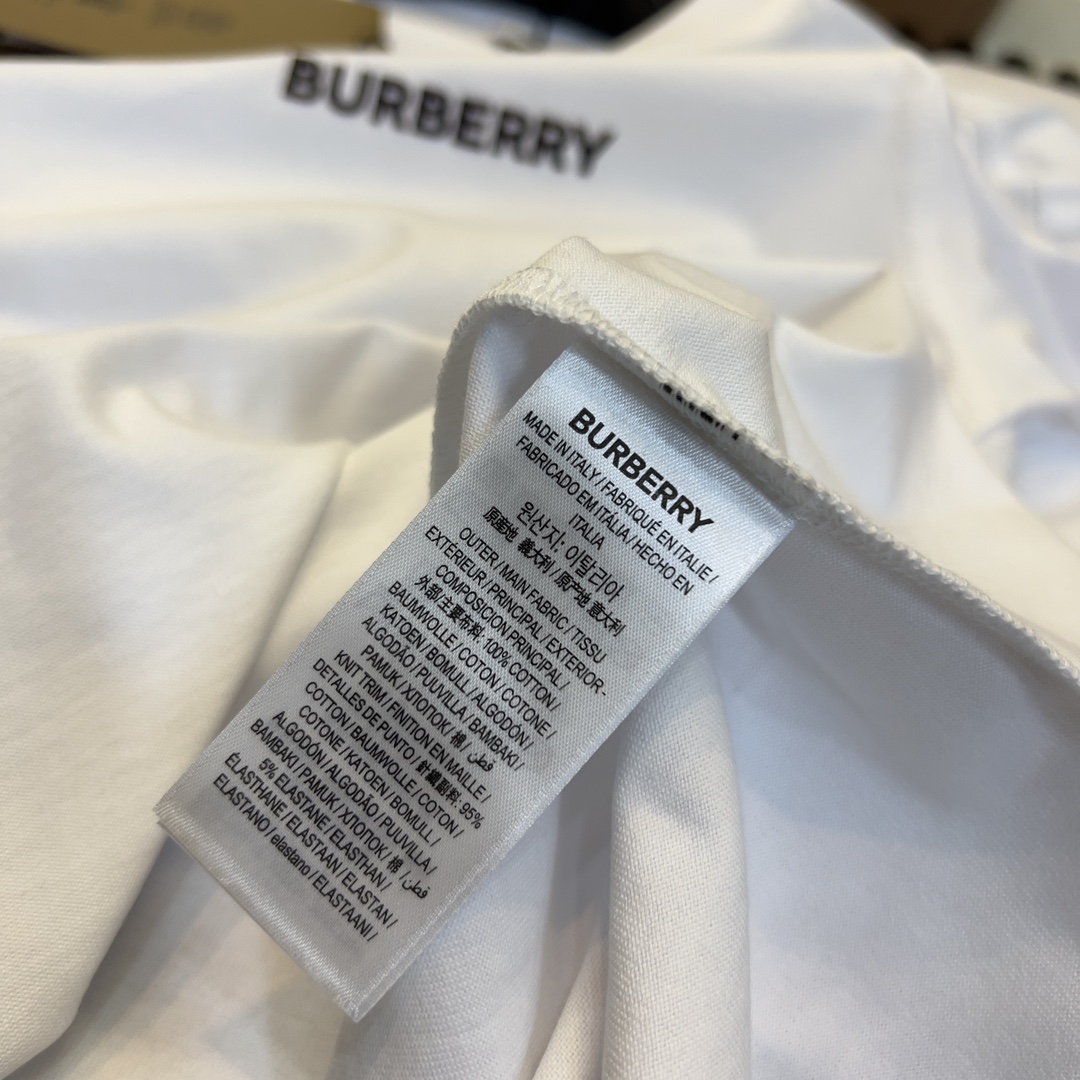 BURBERRY
BURBERRY
MADE IN ITALY / FABRIQUÉ EN ITALIE /
FABRICADO EM ITALIA / HECHO EN
ITALIA
원산지: 이탈리아
原産地 義大利 / 原产地 意大利
OUTER / MAIN FABRIC / TISSU
EXTERIEUR / PRINCIPAL / EXTERIOR -
COMPOSICION PRINCIPAL /
外部, 主要布料: 100% COTTON /
BAUMWOLLE / COTON / COTONE /
KATOEN / BOMULL / ALGODÓN /
ALGODÃO / PUUVILLA / BAMBAKI /
PAMUK / ХЛОПОК / 棉 / قطن
KNIT TRIM / FINITION EN MAILLE /
DETALLES DE PUNTO / 針織副料: 95%
COTTON / BAUMWOLLE / COTON /
COTONE / KATOEN / BOMULL /
ALGODÓN / ALGODÃO / PUUVILLA /
BAMBAKI / PAMUK / ХЛОПОК / 棉 / قطن
5% ELASTANE / ELASTHAN /
ÉLASTHANE / ELASTAAN / ELASTAN /
ELASTANO / elastano / ELASTAANI /